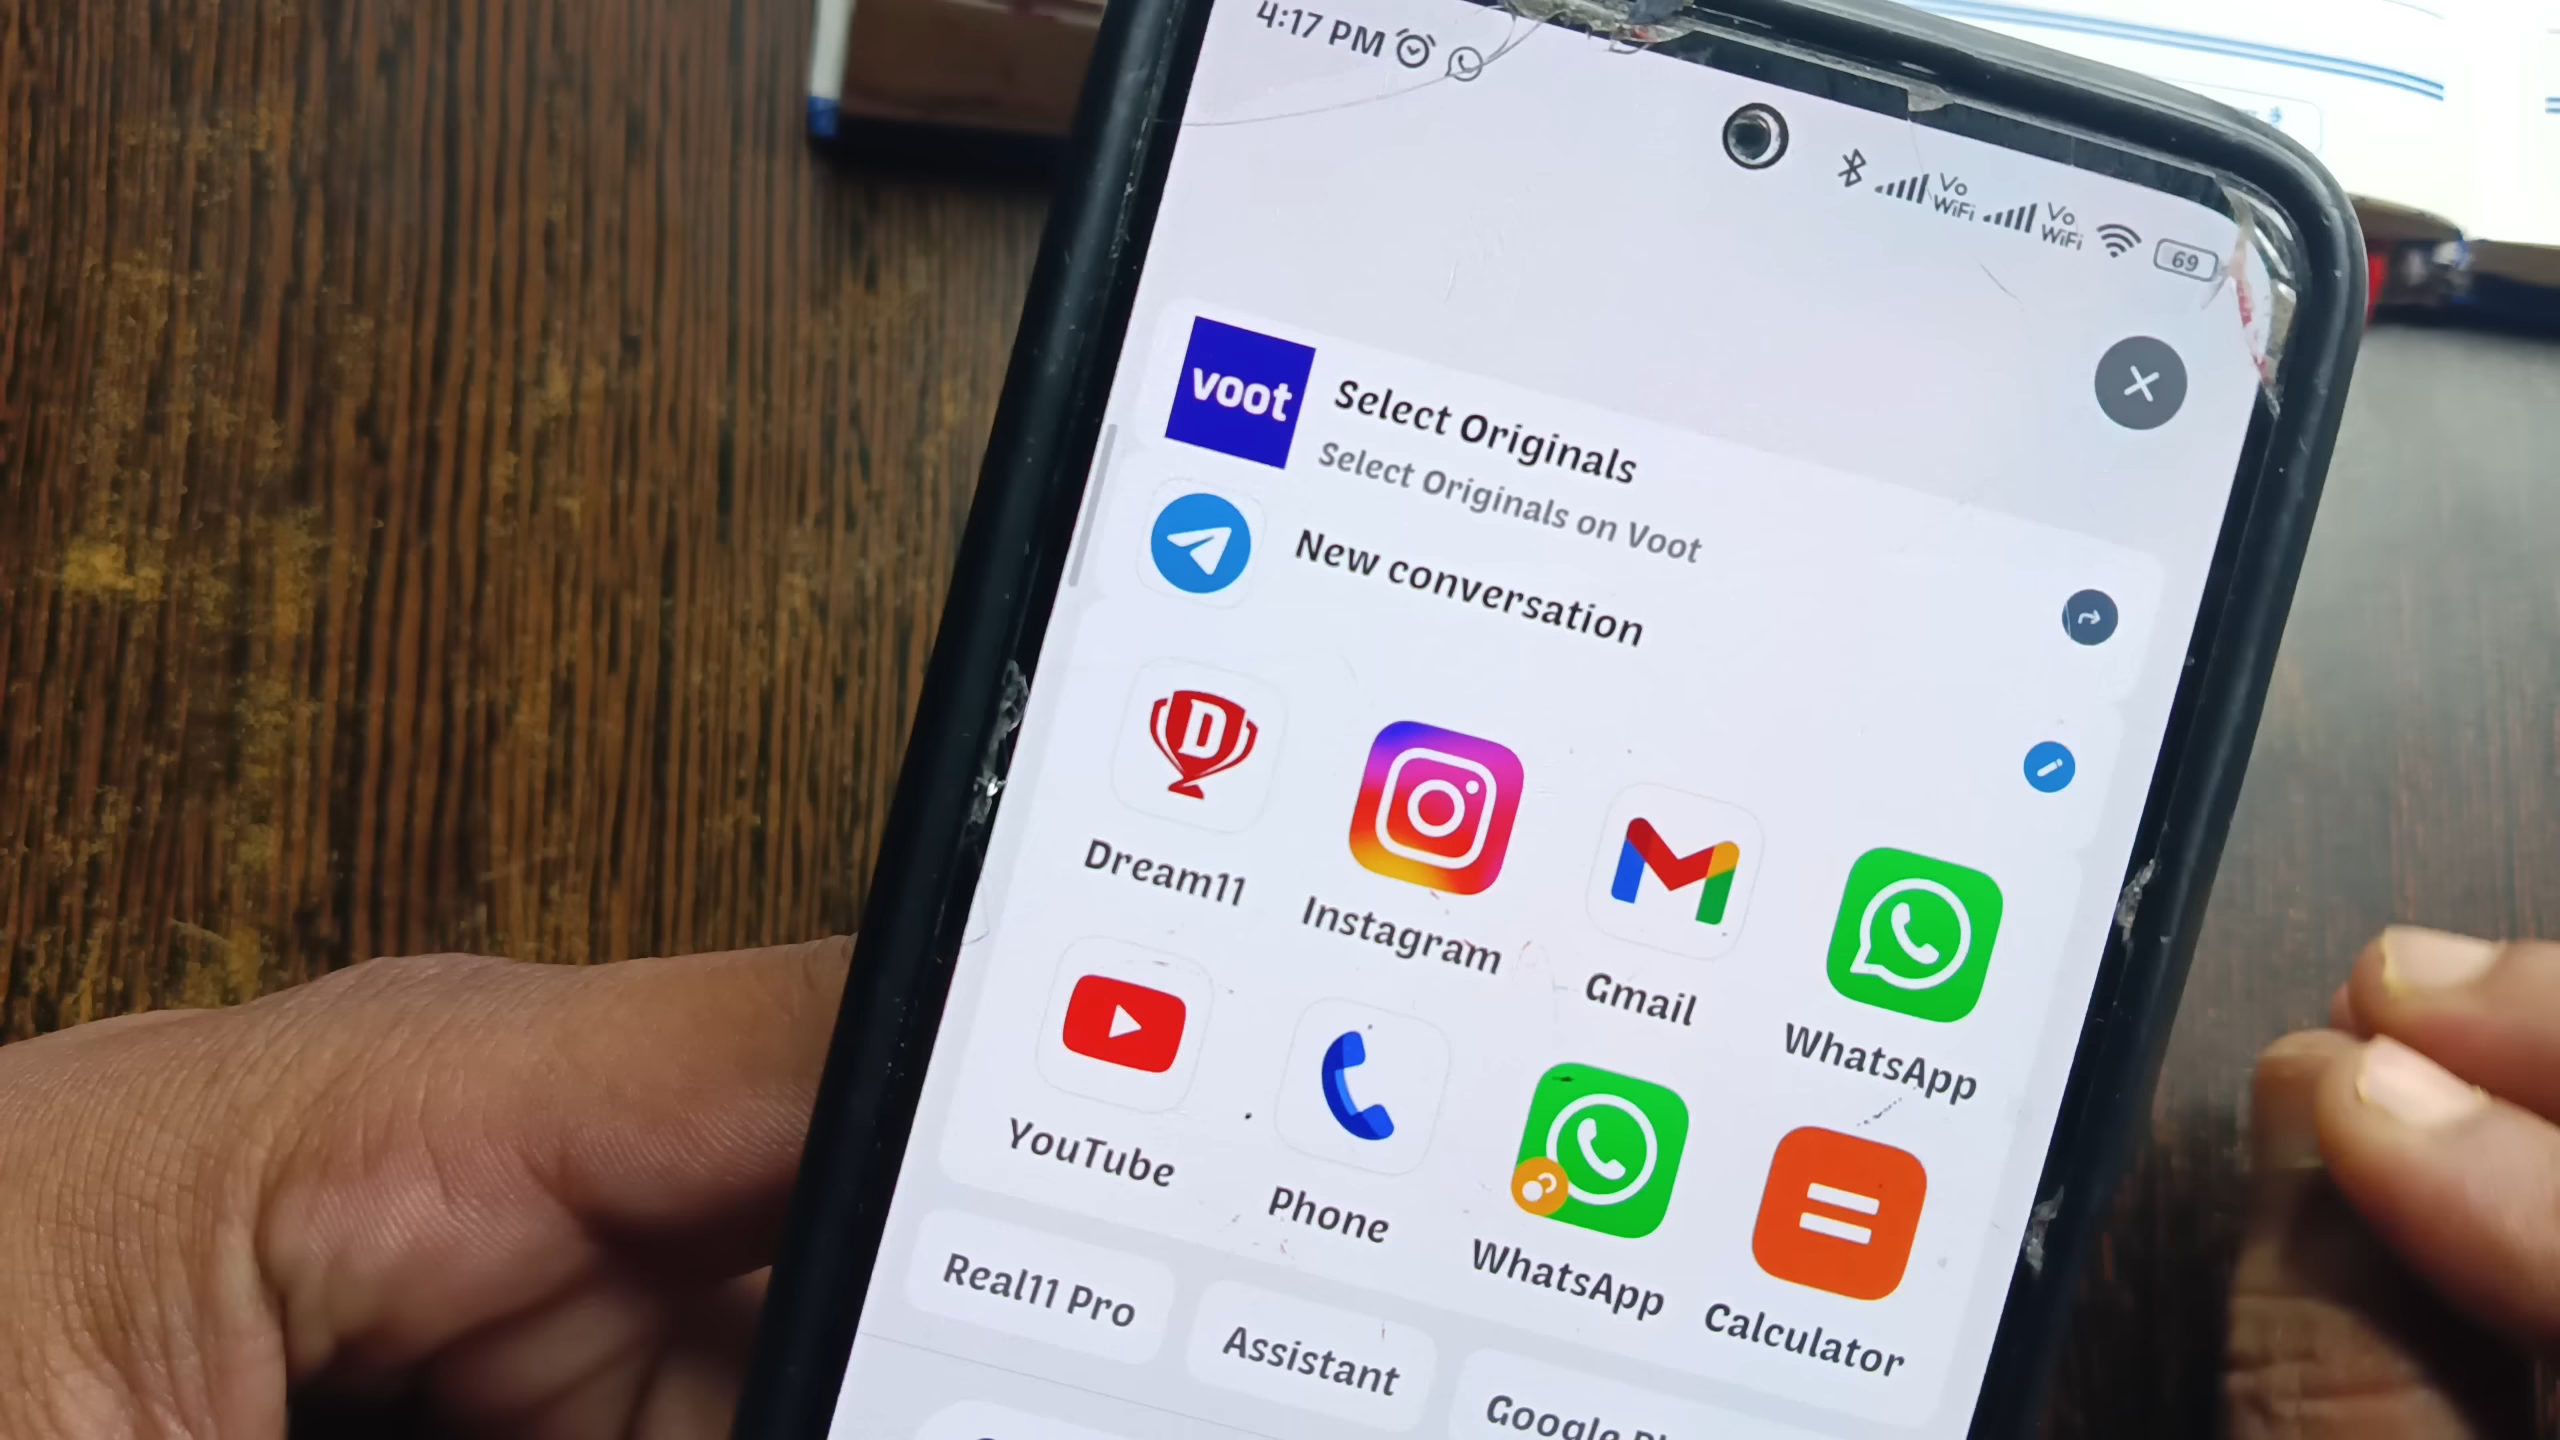 4:17 PM
Vo
WiFi
Vo
WiFi
69
voot
Select Originals
Select Originals on Voot
New conversation
D
Dream11
Instagram
Gmail
WhatsApp
YouTube
Phone
WhatsApp
Calculator
Real11 Pro
Assistant
Google